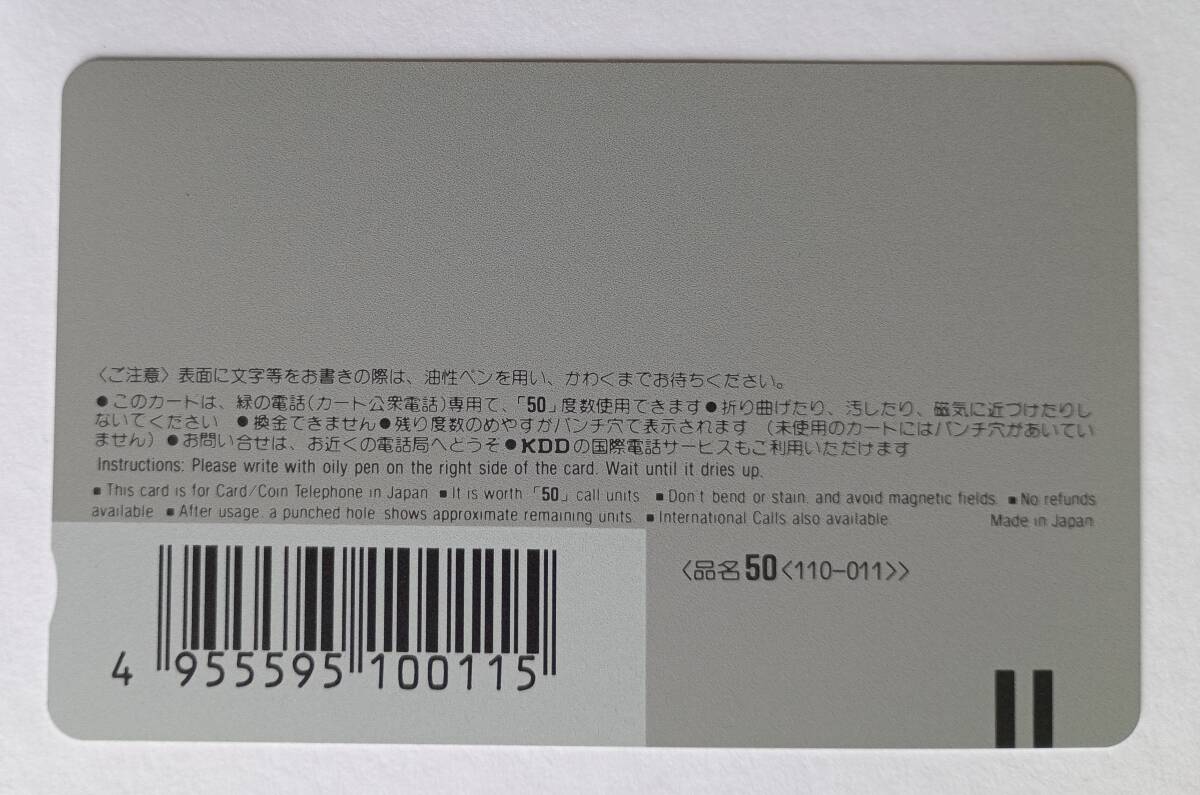 〈ご注意〉表面に文字等をお書きの際は、油性ペンを用い、かわくまでお待ちください。
●このカードは、緑の電話(カード公衆電話)専用で、「50」度数使用できます●折り曲げたり、汚したり、磁気に近づけたりし
ないでください ●換金できません●残り度数のめやすがパンチ穴で表示されます (未使用のカードにはパンチ穴があいてい
ません)●お問い合せは、お近くの電話局へどうぞ●KDDの国際電話サービスもご利用いただけます
Instructions: Please write with oily pen on the right side of the card. Wait until it dries up.
■This card is for Card/Coin Telephone in Japan ■It is worth「50」call units ■Don't bend or stain, and avoid magnetic fields. ■No refunds
available ■After usage, a punched hole shows approximate remaining units. ■International Calls also available. Made in Japan
〈品名50<110-011>〉
4 955595 100115